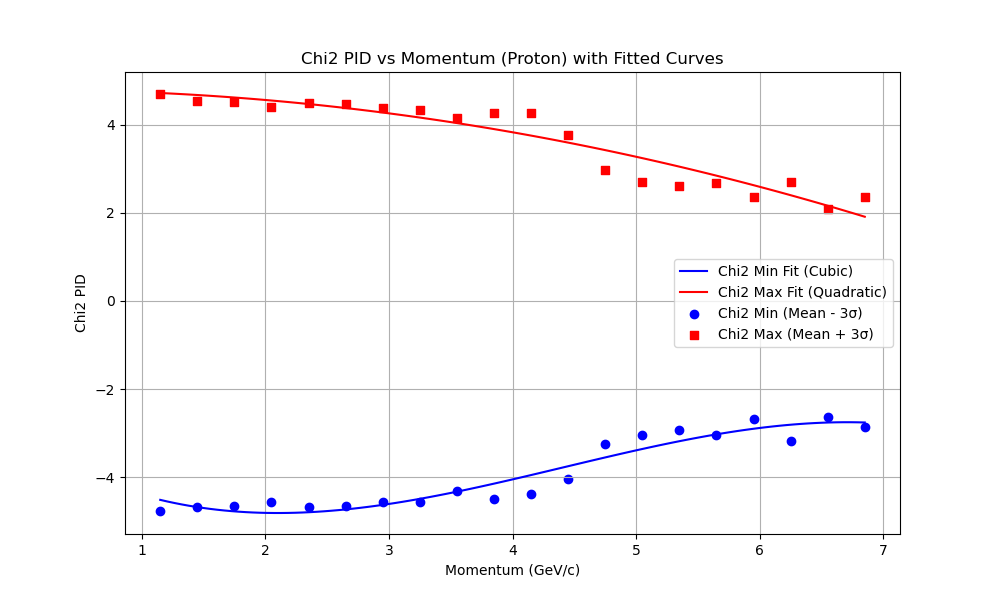 Chi2 PID vs Momentum (Proton) with Fitted Curves
Chi2 PID
4
2
0
−2
−4
Chi2 Min Fit (Cubic)
Chi2 Max Fit (Quadratic)
Chi2 Min (Mean - 3σ)
Chi2 Max (Mean + 3σ)
1 2 3 4 5 6 7
Momentum (GeV/c)